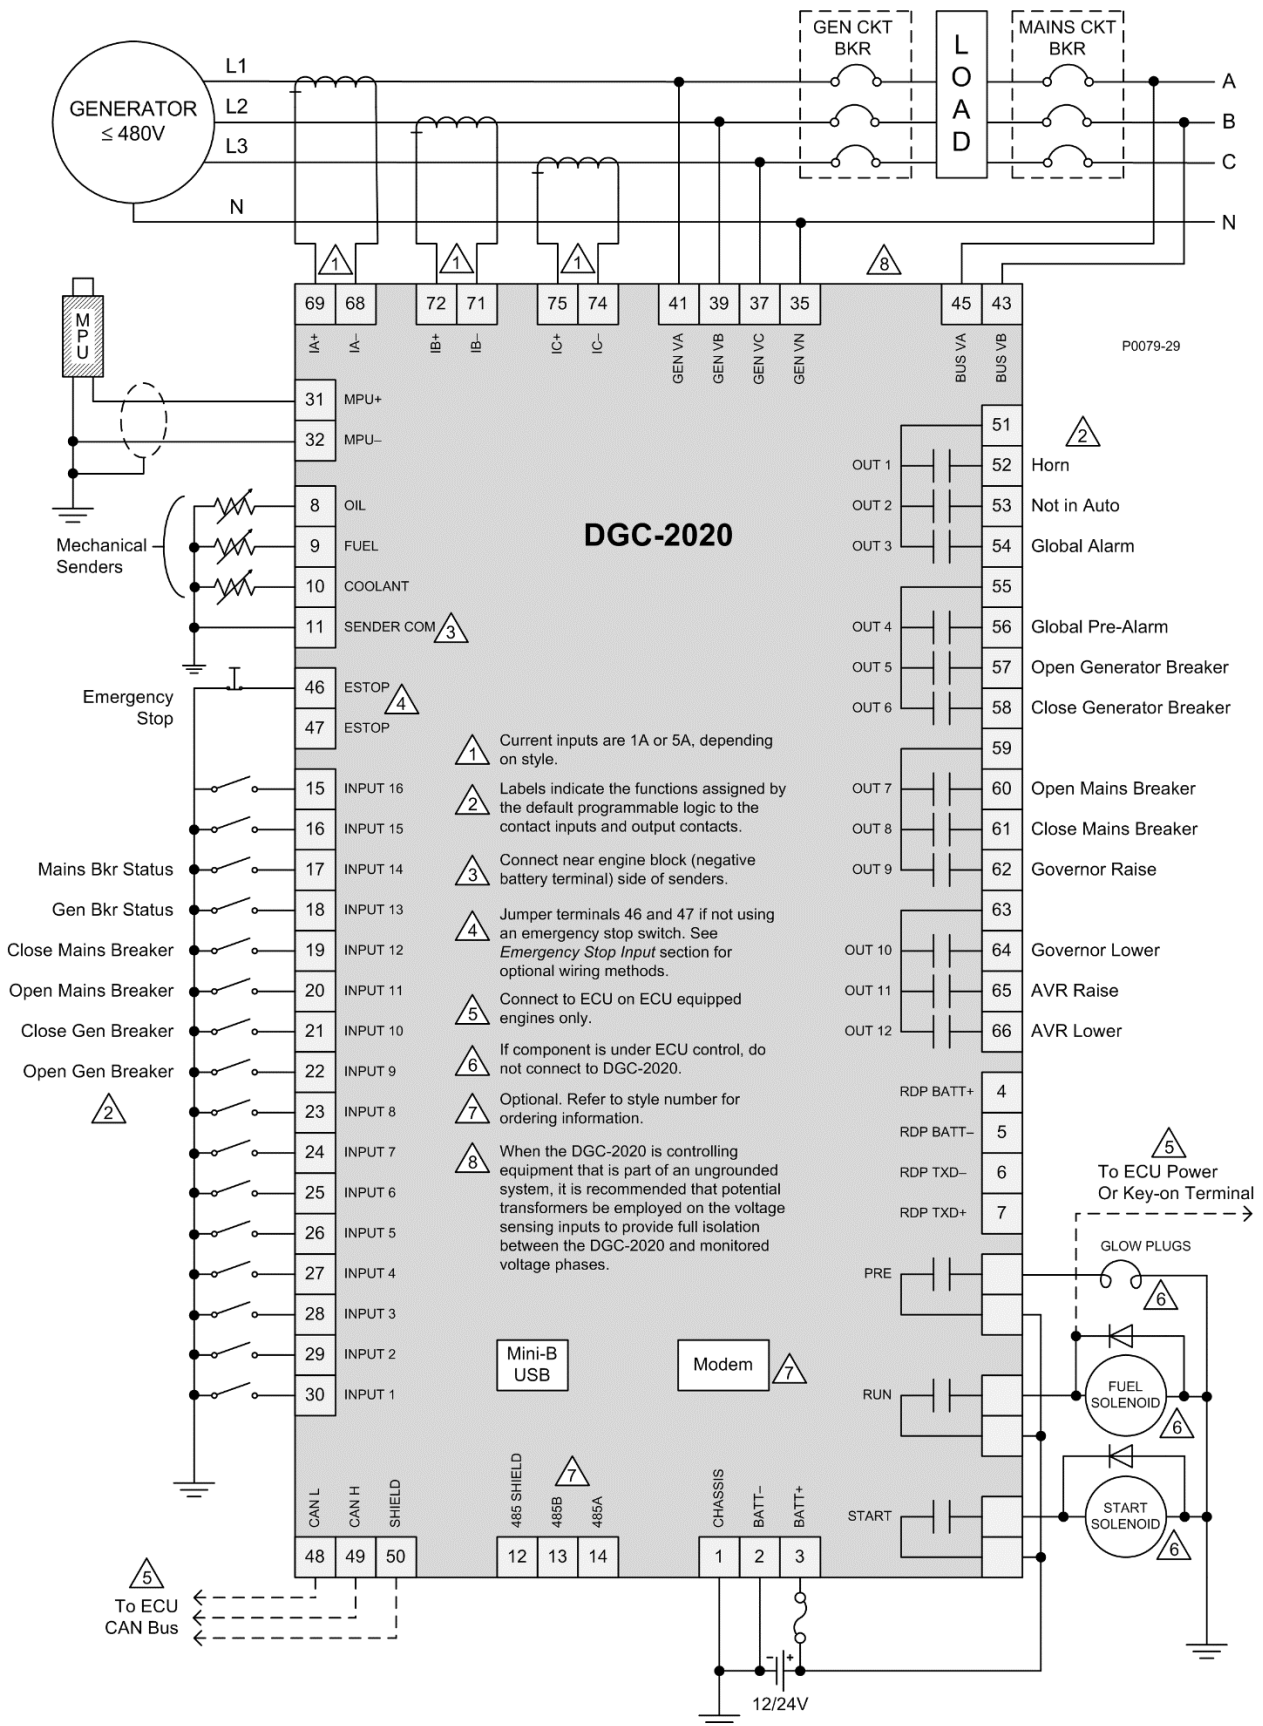 GEN CKT
BKR
LOAD
MAINS CKT
BKR
GENERATOR
≤ 480V
L1
L2
L3
N
A
B
C
N
1
1
1
8
69
68
72
71
75
74
41
39
37
35
45
43
IA+
IA–
IB+
IB–
IC+
IC–
GEN VA
GEN VB
GEN VC
GEN VN
BUS VA
BUS VB
P0079-29
MPU
31 MPU+
32 MPU–
8 OIL
9 FUEL
10 COOLANT
11 SENDER COM
3
Mechanical
Senders
Emergency
Stop
46 ESTOP
4
47 ESTOP
15 INPUT 16
16 INPUT 15
Mains Bkr Status 17 INPUT 14
Gen Bkr Status 18 INPUT 13
Close Mains Breaker 19 INPUT 12
Open Mains Breaker 20 INPUT 11
Close Gen Breaker 21 INPUT 10
Open Gen Breaker 22 INPUT 9
2
23 INPUT 8
24 INPUT 7
25 INPUT 6
26 INPUT 5
27 INPUT 4
28 INPUT 3
29 INPUT 2
30 INPUT 1
DGC-2020
1
Current inputs are 1A or 5A, depending
on style.
2
Labels indicate the functions assigned by
the default programmable logic to the
contact inputs and output contacts.
3
Connect near engine block (negative
battery terminal) side of senders.
4
Jumper terminals 46 and 47 if not using
an emergency stop switch. See
Emergency Stop Input section for
optional wiring methods.
5
Connect to ECU on ECU equipped
engines only.
6
If component is under ECU control, do
not connect to DGC-2020.
7
Optional. Refer to style number for
ordering information.
8
When the DGC-2020 is controlling
equipment that is part of an ungrounded
system, it is recommended that potential
transformers be employed on the voltage
sensing inputs to provide full isolation
between the DGC-2020 and monitored
voltage phases.
Mini-B
USB
Modem
7
51
2
OUT 1 52 Horn
OUT 2 53 Not in Auto
OUT 3 54 Global Alarm
55
OUT 4 56 Global Pre-Alarm
OUT 5 57 Open Generator Breaker
OUT 6 58 Close Generator Breaker
59
OUT 7 60 Open Mains Breaker
OUT 8 61 Close Mains Breaker
OUT 9 62 Governor Raise
63
OUT 10 64 Governor Lower
OUT 11 65 AVR Raise
OUT 12 66 AVR Lower
RDP BATT+ 4
RDP BATT– 5
RDP TXD– 6
RDP TXD+ 7
5
To ECU Power
Or Key-on Terminal
GLOW PLUGS
PRE
6
RUN
FUEL
SOLENOID
6
START
START
SOLENOID
6
CAN L
CAN H
SHIELD
485 SHIELD
485B
485A
7
CHASSIS
BATT–
BATT+
48
49
50
12
13
14
1
2
3
5
To ECU
CAN Bus
- +
12/24V